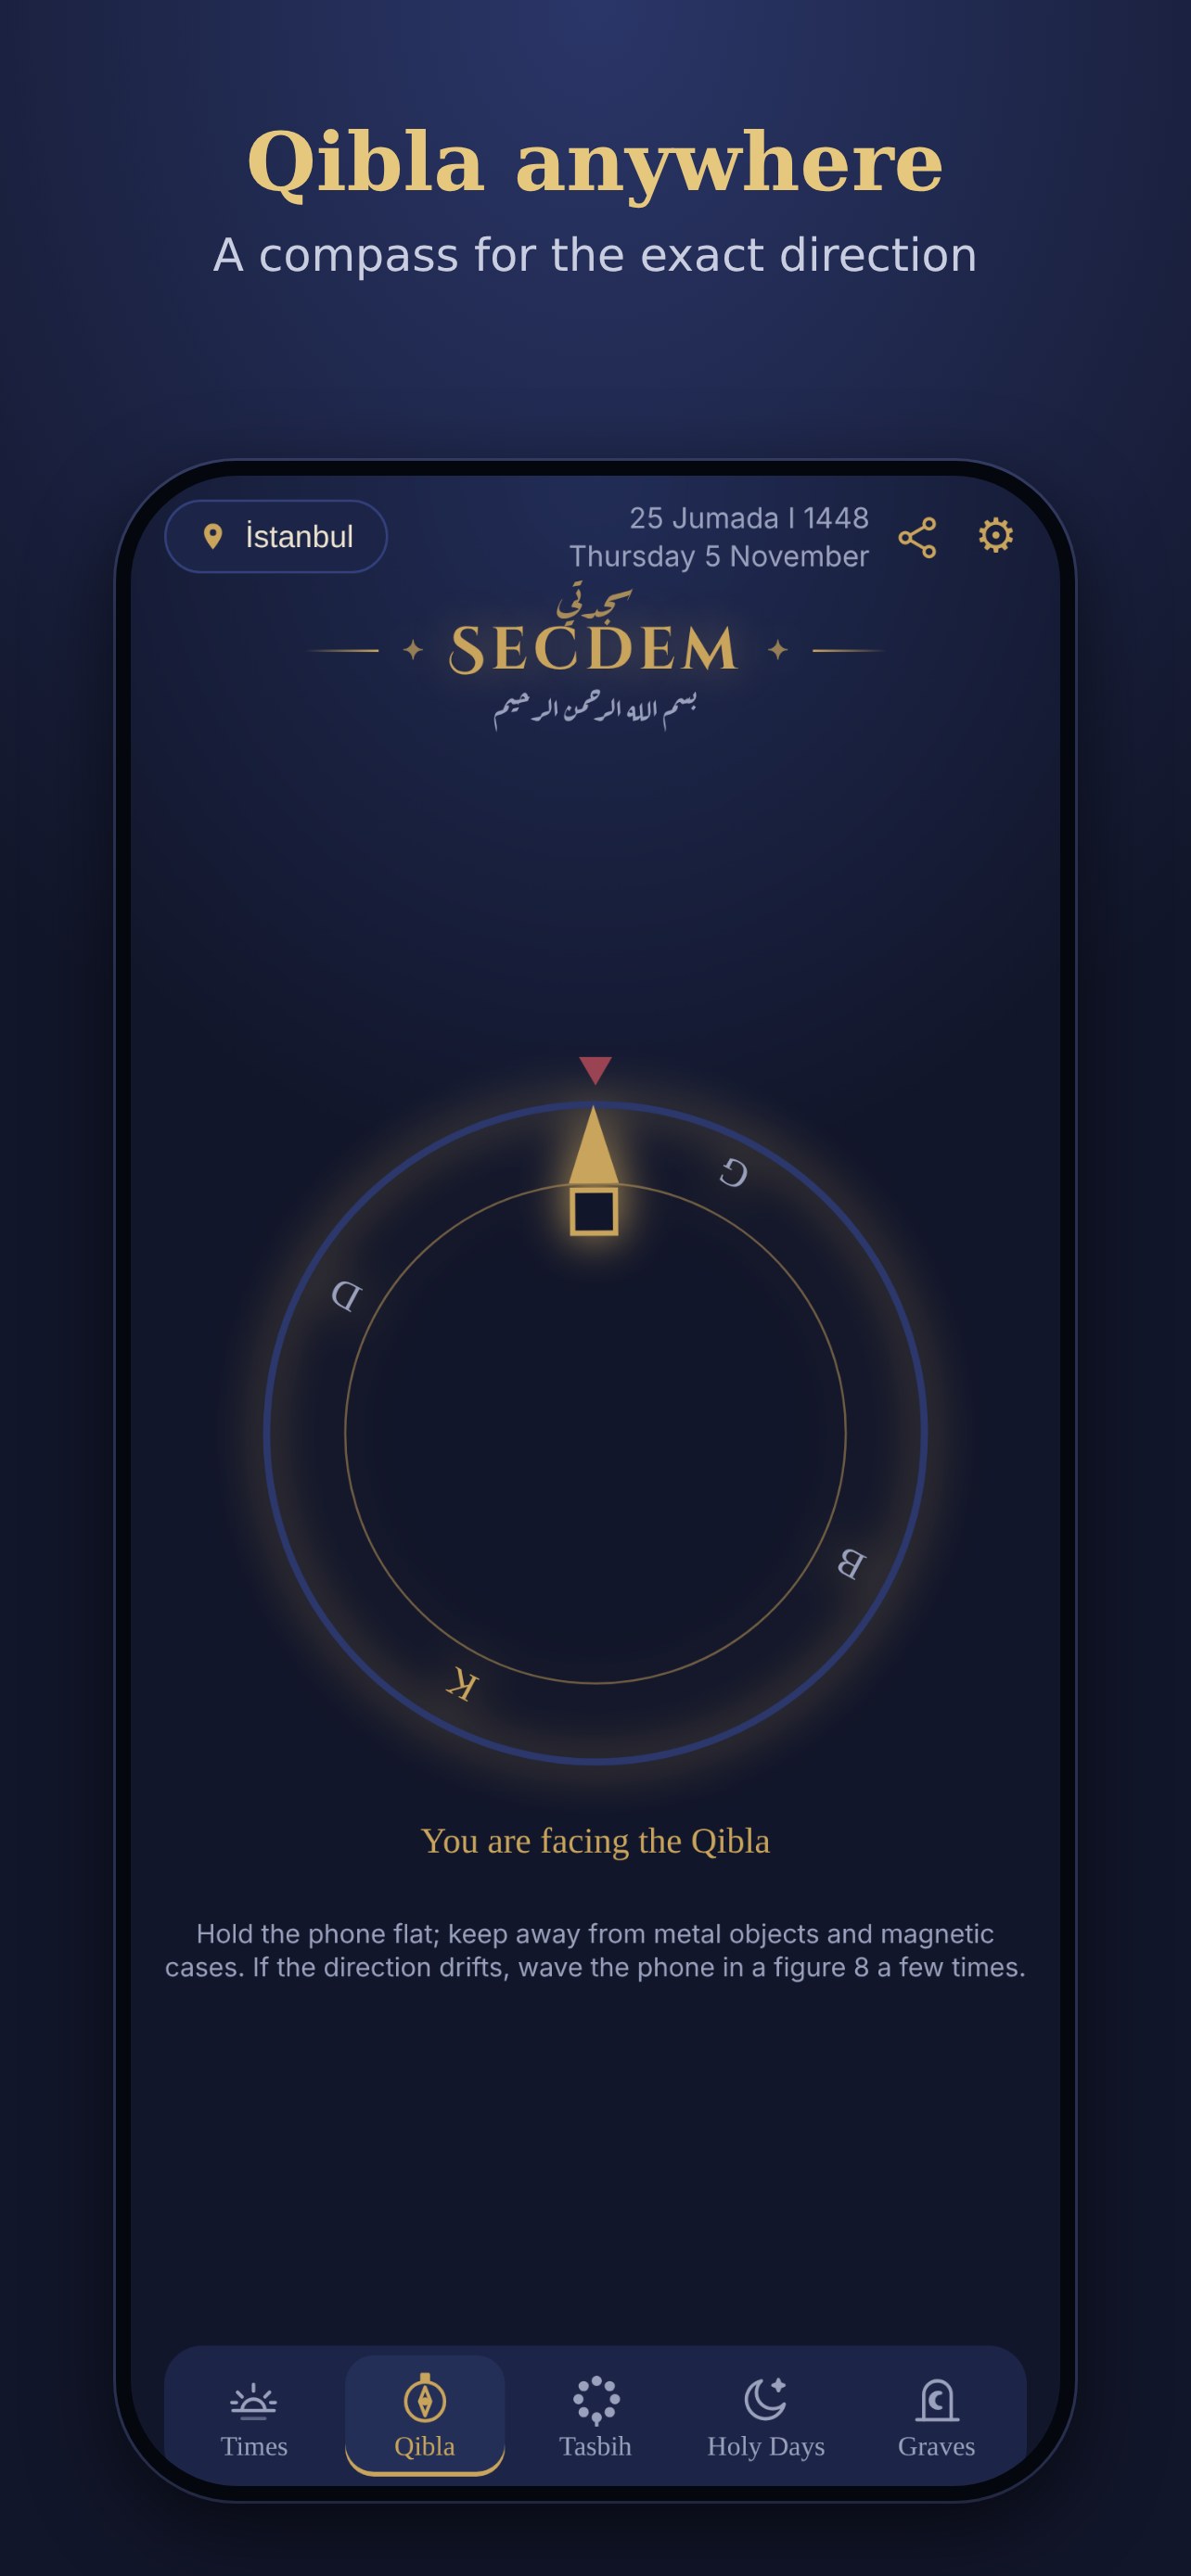 Qibla anywhere
A compass for the exact direction
İstanbul
25 Jumada I 1448
Thursday 5 November
سجدتي
SECDEM
بسم الله الرحمن الرحيم
G
D
B
K
You are facing the Qibla
Hold the phone flat; keep away from metal objects and magnetic
cases. If the direction drifts, wave the phone in a figure 8 a few times.
Times Qibla Tasbih Holy Days Graves